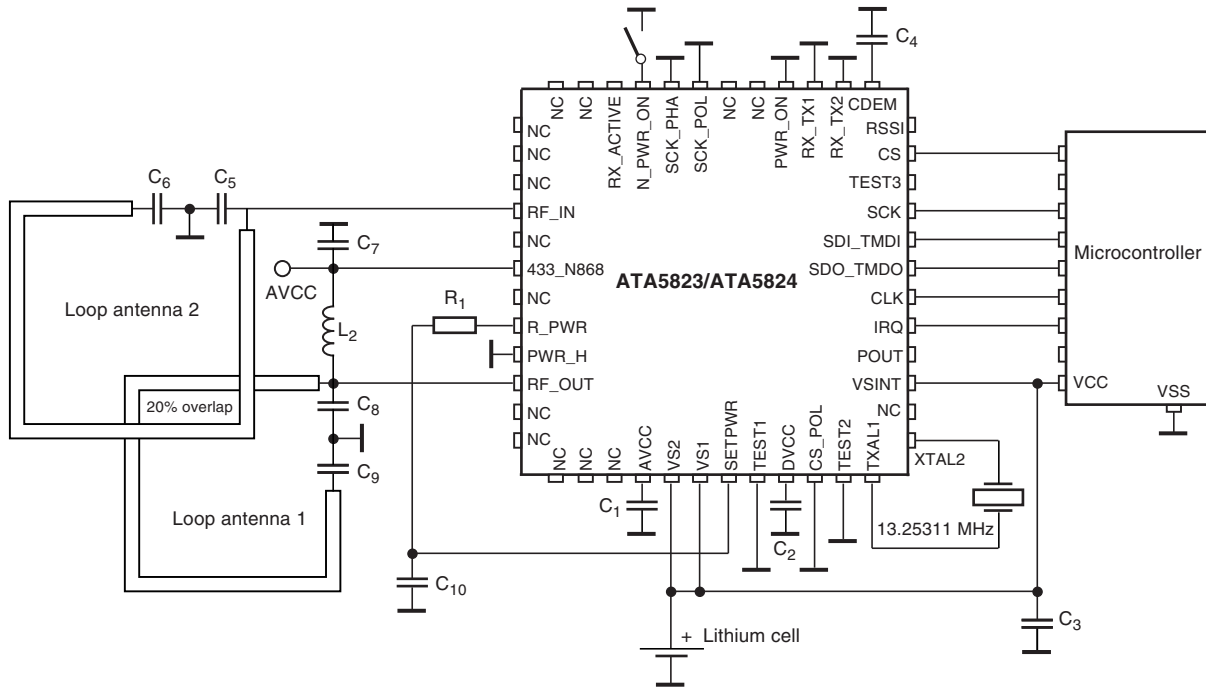 C4
NC
NC
RX_ACTIVE
N_PWR_ON
SCK_PHA
SCK_POL
NC
NC
PWR_ON
RX_TX1
RX_TX2
CDEM
NC
NC
NC
RF_IN
NC
433_N868
NC
R_PWR
PWR_H
RF_OUT
NC
NC
RSSI
CS
TEST3
SCK
SDI_TMDI
SDO_TMDO
CLK
IRQ
POUT
VSINT
NC
XTAL2
ATA5823/ATA5824
Microcontroller
VCC
VSS
C6
C5
C7
AVCC
Loop antenna 2
R1
L2
20% overlap
C8
C9
Loop antenna 1
NC
NC
NC
AVCC
VS2
VS1
SETPWR
TEST1
DVCC
CS_POL
TEST2
TXAL1
C1
C2
13.25311 MHz
C10
C3
+ Lithium cell